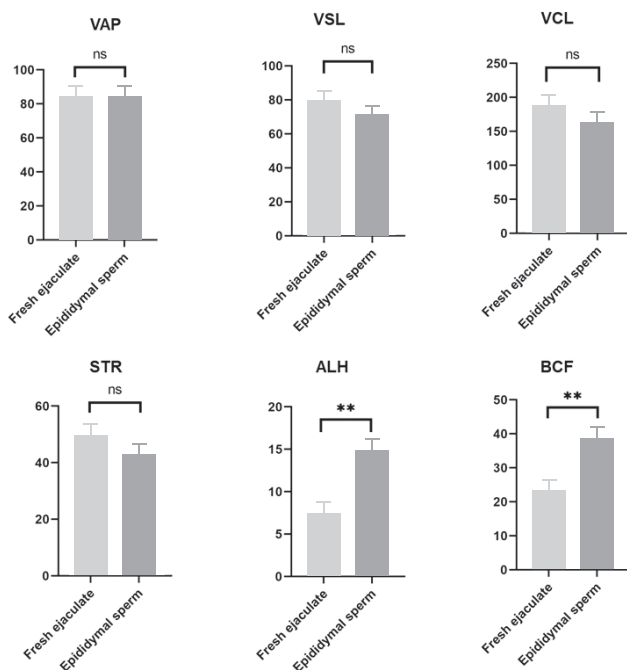 VAP
ns
100
80
60
40
20
0
Fresh ejaculate
Epididymal sperm
VSL
ns
100
80
60
40
20
0
Fresh ejaculate
Epididymal sperm
VCL
ns
250
200
150
100
50
0
Fresh ejaculate
Epididymal sperm
STR
ns
60
40
20
0
Fresh ejaculate
Epididymal sperm
ALH
**
20
15
10
5
0
Fresh ejaculate
Epididymal sperm
BCF
**
50
40
30
20
10
0
Fresh ejaculate
Epididymal sperm